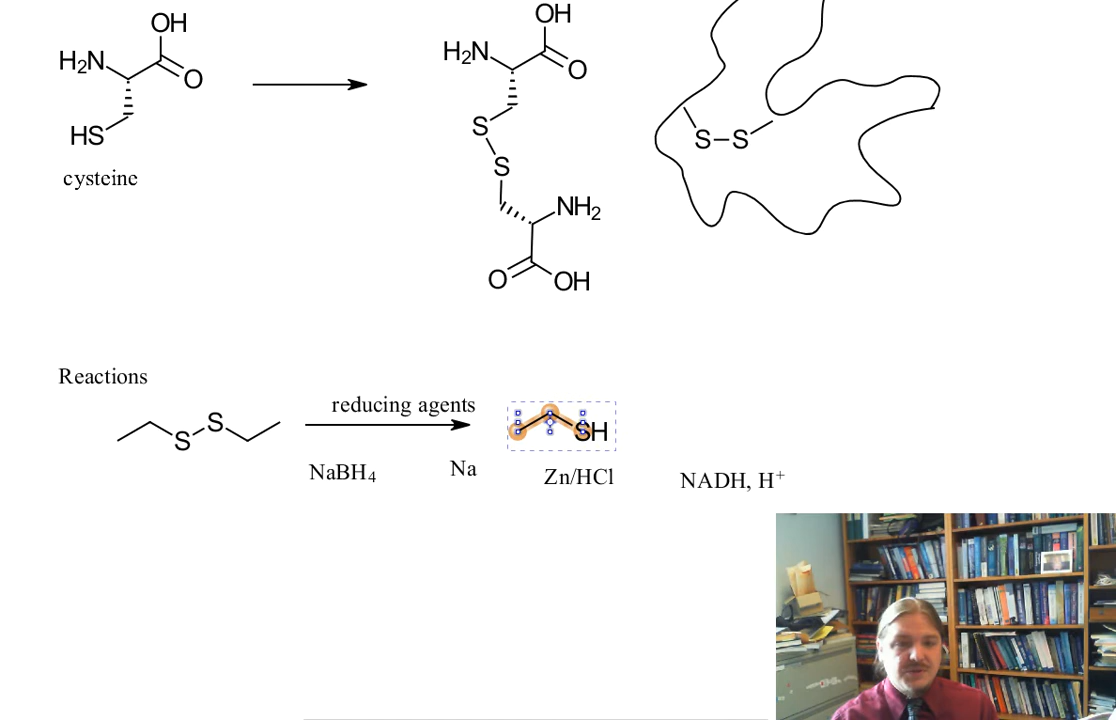 OH
H2N
O
HS
cysteine
OH
H2N
O
S
S
NH2
O
OH
S–S
Reactions
S
S
reducing agents
SH
NaBH4
Na
Zn/HCl
NADH, H+